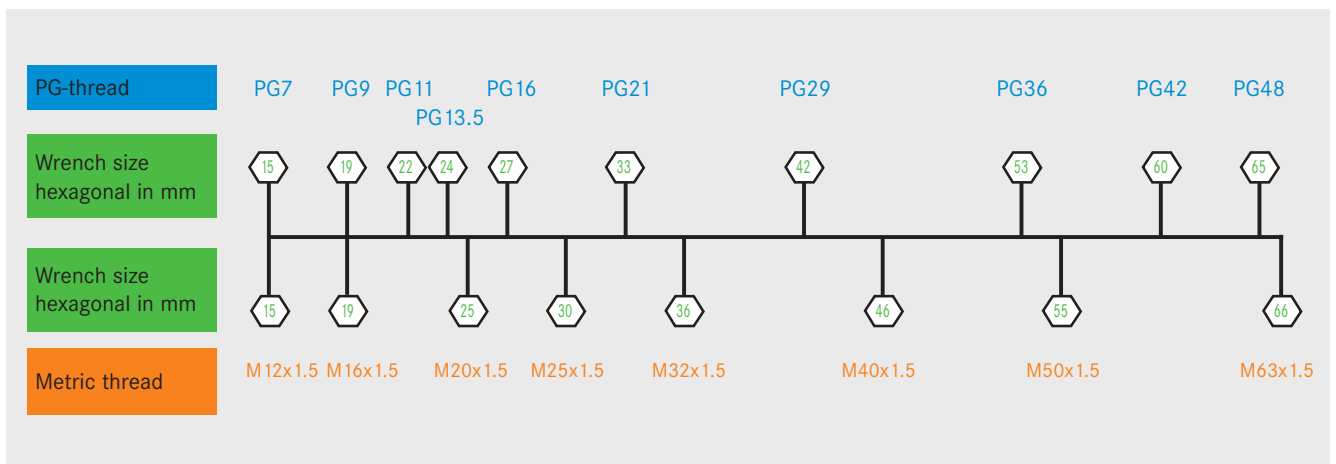 PG-thread
PG7 PG9 PG11 PG16 PG21 PG29 PG36 PG42 PG48
PG13.5
Wrench size
hexagonal in mm
15 19 22 24 27 33 42 53 60 65
Wrench size
hexagonal in mm
15 19 25 30 36 46 55 66
Metric thread
M12x1.5 M16x1.5 M20x1.5 M25x1.5 M32x1.5 M40x1.5 M50x1.5 M63x1.5